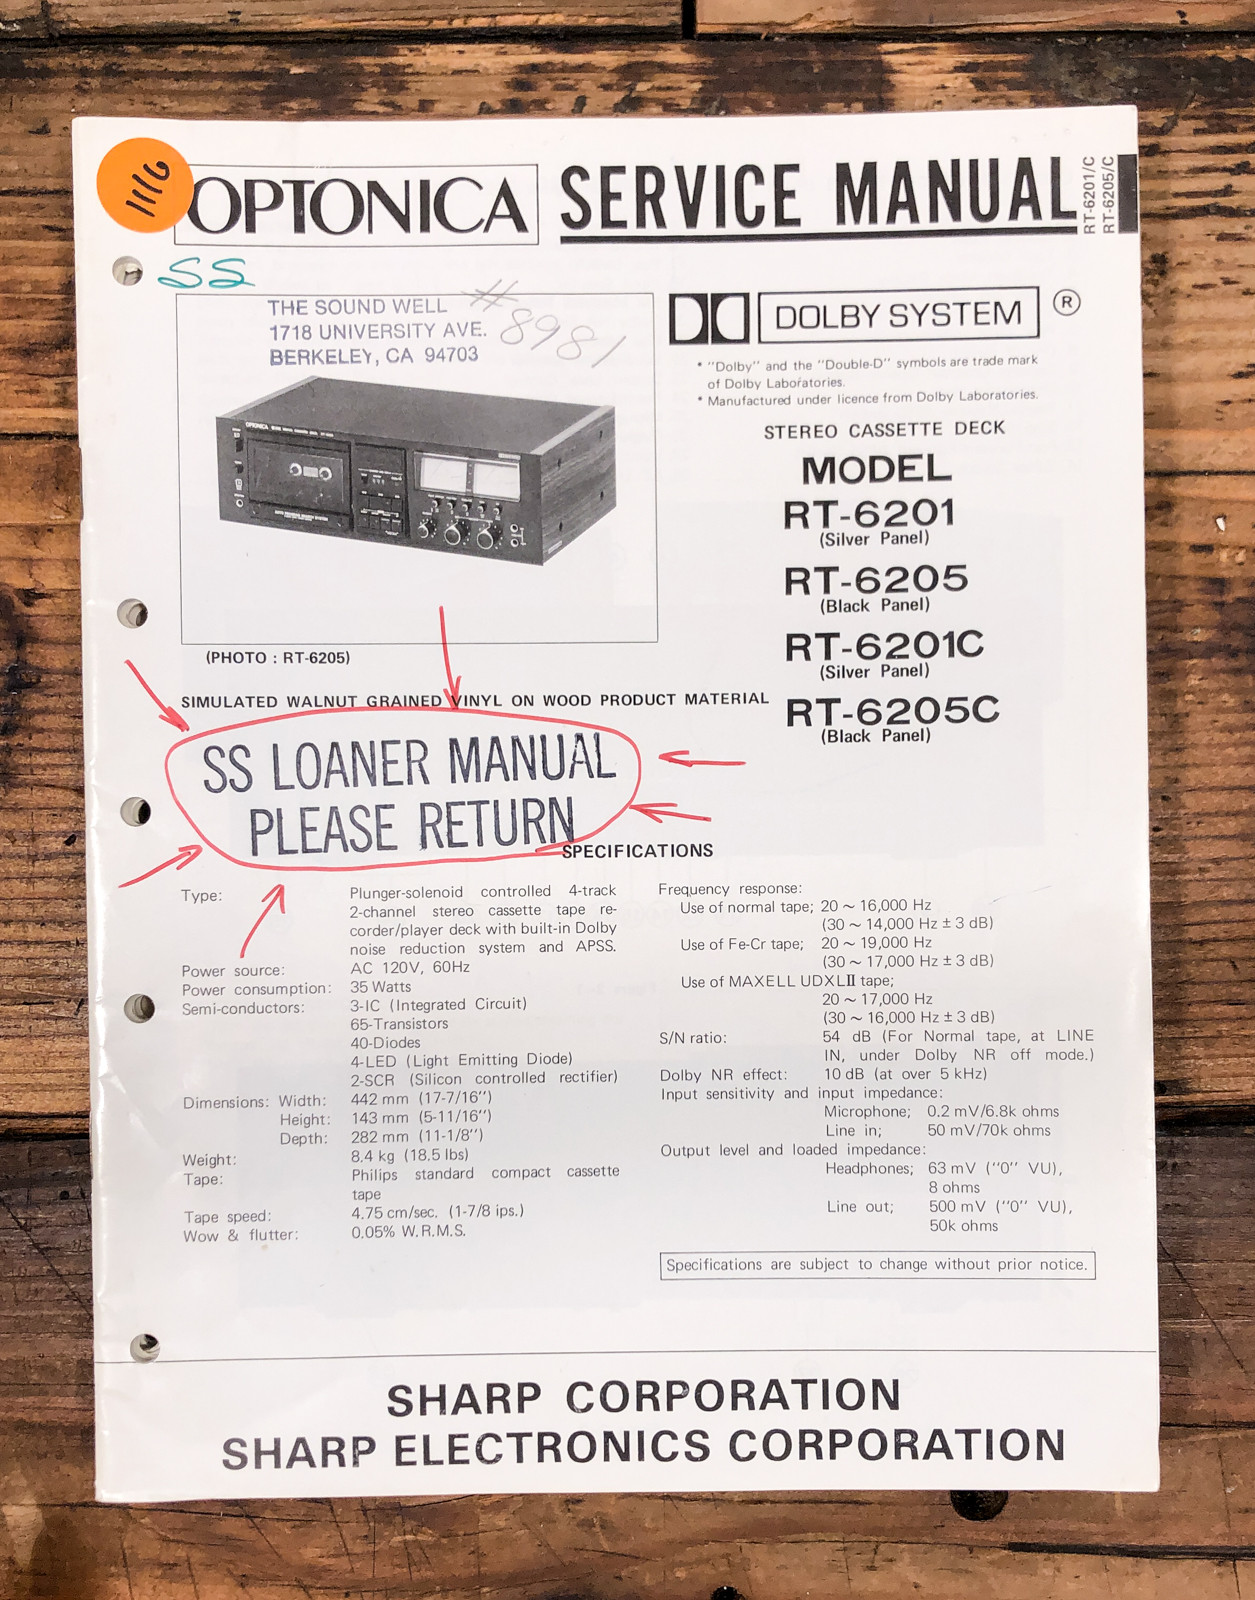 1116
OPTONICA
SERVICE MANUAL
RT-6201/C
RT-6205/C
SS
THE SOUND WELL
1718 UNIVERSITY AVE.
BERKELEY, CA 94703
#8981
DOLBY SYSTEM ®
* "Dolby" and the "Double-D" symbols are trade mark
of Dolby Laboratories.
* Manufactured under licence from Dolby Laboratories.
STEREO CASSETTE DECK
MODEL
RT-6201
(Silver Panel)
RT-6205
(Black Panel)
RT-6201C
(Silver Panel)
RT-6205C
(Black Panel)
OPTONICA
(PHOTO : RT-6205)
SIMULATED WALNUT GRAINED VINYL ON WOOD PRODUCT MATERIAL
SS LOANER MANUAL
PLEASE RETURN
SPECIFICATIONS
Type: Plunger-solenoid controlled 4-track
2-channel stereo cassette tape re-
corder/player deck with built-in Dolby
noise reduction system and APSS.
Power source: AC 120V, 60Hz
Power consumption: 35 Watts
Semi-conductors: 3-IC (Integrated Circuit)
65-Transistors
40-Diodes
4-LED (Light Emitting Diode)
2-SCR (Silicon controlled rectifier)
Dimensions: Width: 442 mm (17-7/16")
Height: 143 mm (5-11/16")
Depth: 282 mm (11-1/8")
Weight: 8.4 kg (18.5 lbs)
Tape: Philips standard compact cassette
tape
Tape speed: 4.75 cm/sec. (1-7/8 ips.)
Wow & flutter: 0.05% W.R.M.S.
Frequency response:
Use of normal tape; 20 ~ 16,000 Hz
(30 ~ 14,000 Hz ± 3 dB)
Use of Fe-Cr tape; 20 ~ 19,000 Hz
(30 ~ 17,000 Hz ± 3 dB)
Use of MAXELL UDXLII tape;
20 ~ 17,000 Hz
(30 ~ 16,000 Hz ± 3 dB)
S/N ratio: 54 dB (For Normal tape, at LINE
IN, under Dolby NR off mode.)
Dolby NR effect: 10 dB (at over 5 kHz)
Input sensitivity and input impedance:
Microphone; 0.2 mV/6.8k ohms
Line in; 50 mV/70k ohms
Output level and loaded impedance:
Headphones; 63 mV ("0" VU),
8 ohms
Line out; 500 mV ("0" VU),
50k ohms
Specifications are subject to change without prior notice.
SHARP CORPORATION
SHARP ELECTRONICS CORPORATION